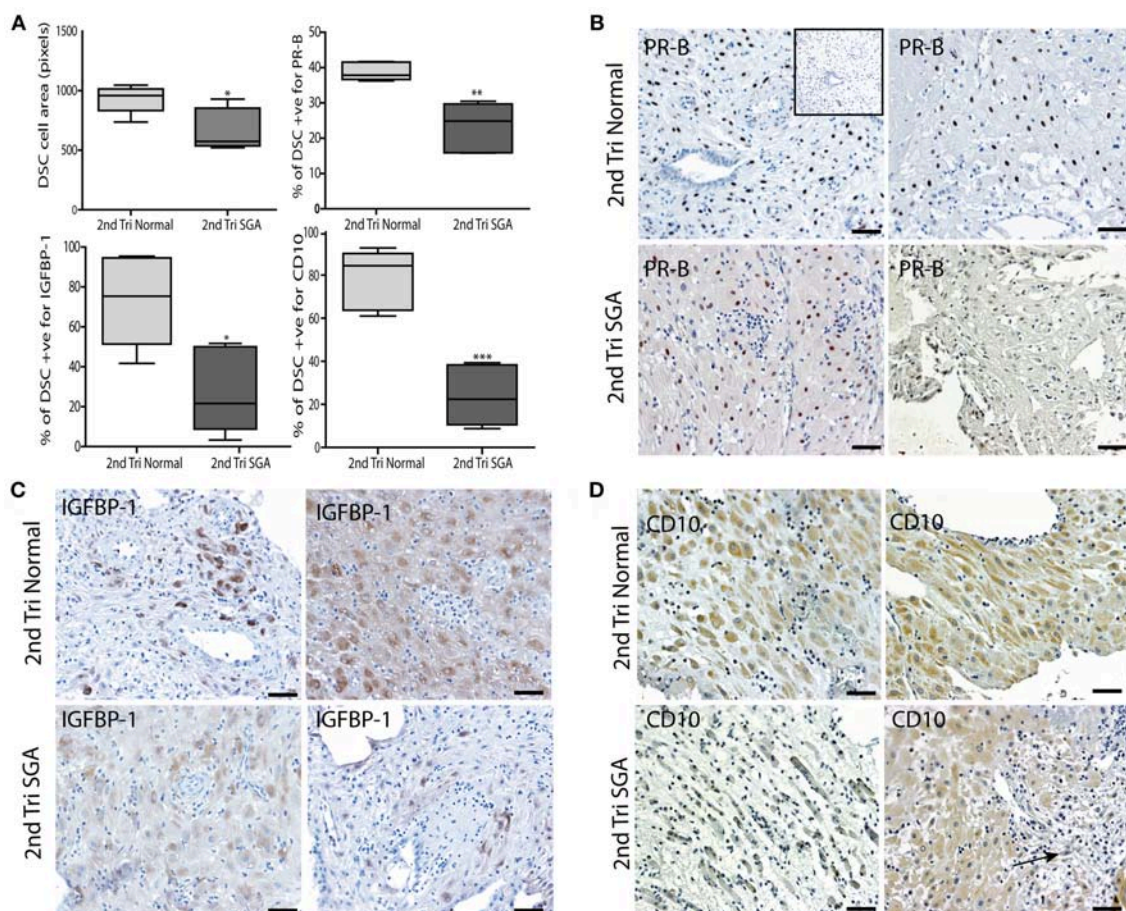 A
DSC cell area (pixels)
1500
1000
500
0
*
2nd Tri Normal
2nd Tri SGA
% of DSC +ve for PR-B
50
40
30
20
10
0
**
2nd Tri Normal
2nd Tri SGA
% of DSC +ve for IGFBP-1
100
80
60
40
20
0
*
2nd Tri Normal
2nd Tri SGA
% of DSC +ve for CD10
100
80
60
40
20
0
***
2nd Tri Normal
2nd Tri SGA
B
2nd Tri Normal
PR-B
PR-B
2nd Tri SGA
PR-B
PR-B
C
2nd Tri Normal
IGFBP-1
IGFBP-1
2nd Tri SGA
IGFBP-1
IGFBP-1
D
2nd Tri Normal
CD10
CD10
2nd Tri SGA
CD10
CD10